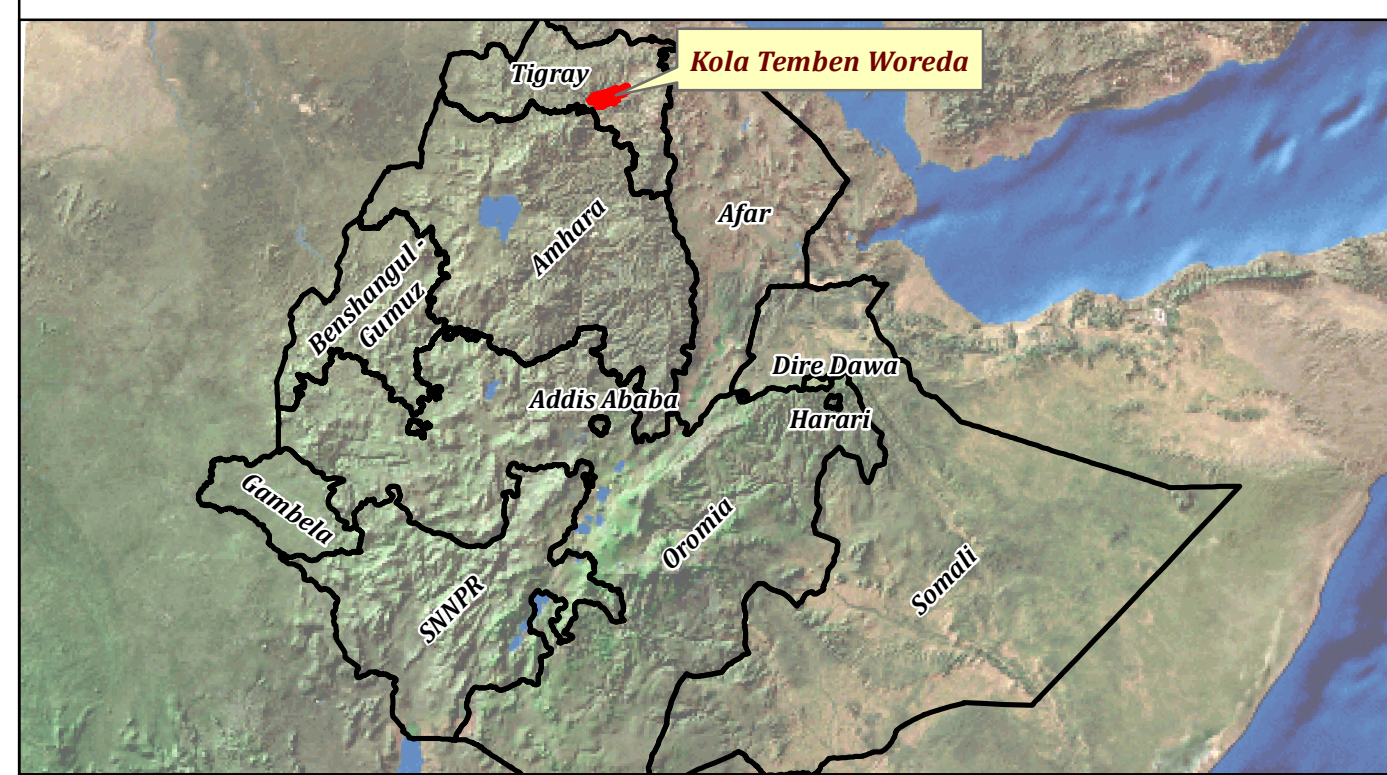 Kola Temben Woreda
Tigray
Afar
Amhara
Benshangul -
Gumuz
Dire Dawa
Addis Ababa
Harari
Gambela
Oromia
Somali
SNNPR